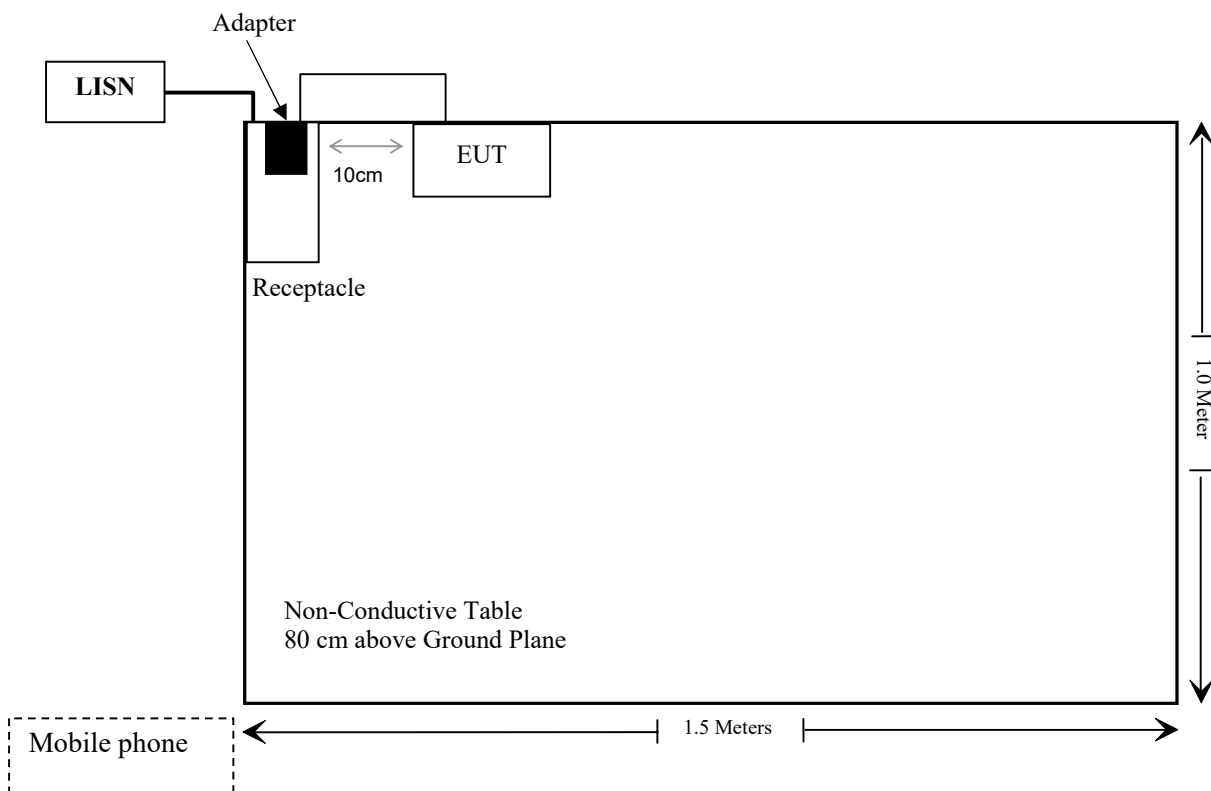 Adapter
LISN
EUT
10cm
Receptacle
1.0 Meter
Non-Conductive Table
80 cm above Ground Plane
1.5 Meters
Mobile phone